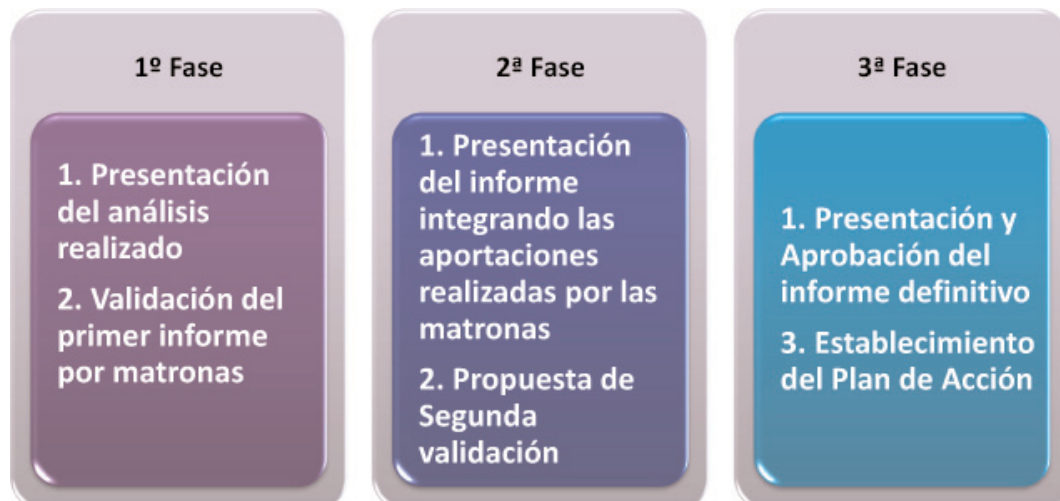 1º Fase
1. Presentación
del análisis
realizado
2. Validación del
primer informe
por matronas
2ª Fase
1. Presentación
del informe
integrando las
aportaciones
realizadas por las
matronas
2. Propuesta de
Segunda
validación
3ª Fase
1. Presentación y
Aprobación del
informe definitivo
3. Establecimiento
del Plan de Acción